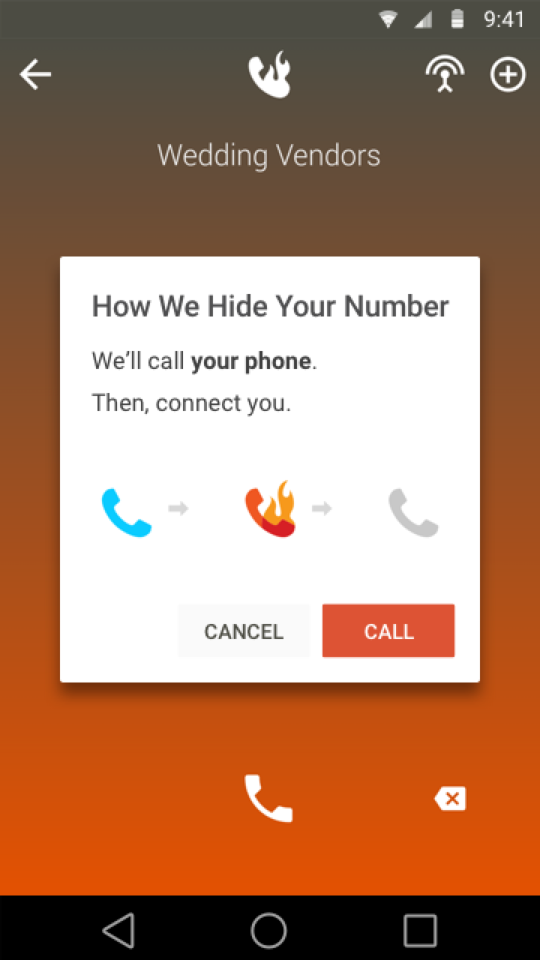 9:41
Wedding Vendors
How We Hide Your Number
We'll call your phone.
Then, connect you.
CANCEL
CALL